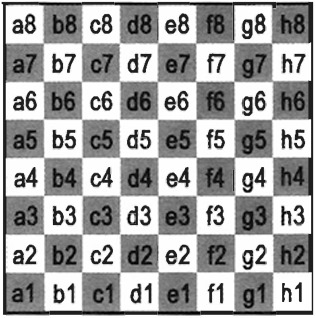 a8 b8 c8 d8 e8 f8 g8 h8
a7 b7 c7 d7 e7 f7 g7 h7
a6 b6 c6 d6 e6 f6 g6 h6
a5 b5 c5 d5 e5 f5 g5 h5
a4 b4 c4 d4 e4 f4 g4 h4
a3 b3 c3 d3 e3 f3 g3 h3
a2 b2 c2 d2 e2 f2 g2 h2
a1 b1 c1 d1 e1 f1 g1 h1